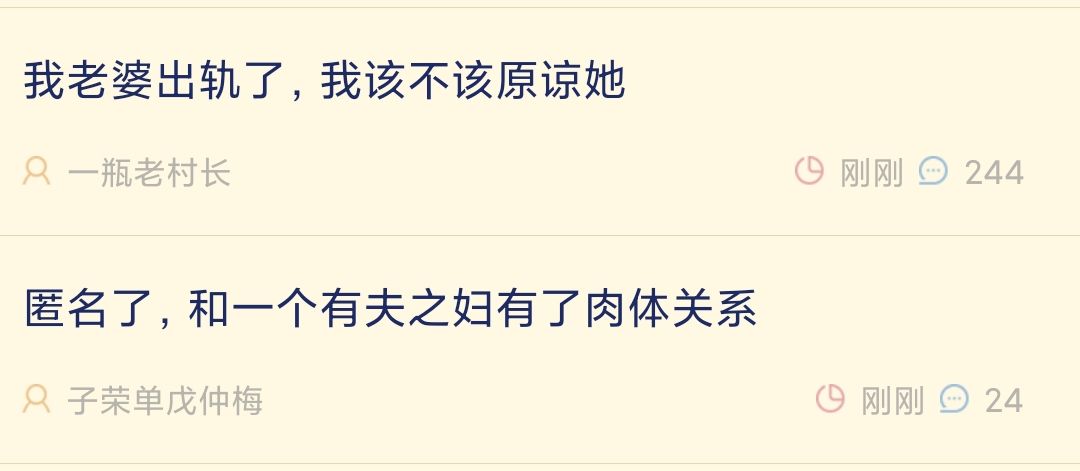 我老婆出轨了，我该不该原谅她
一瓶老村长 刚刚 244
匿名了，和一个有夫之妇有了肉体关系
子荣单戊仲梅 刚刚 24